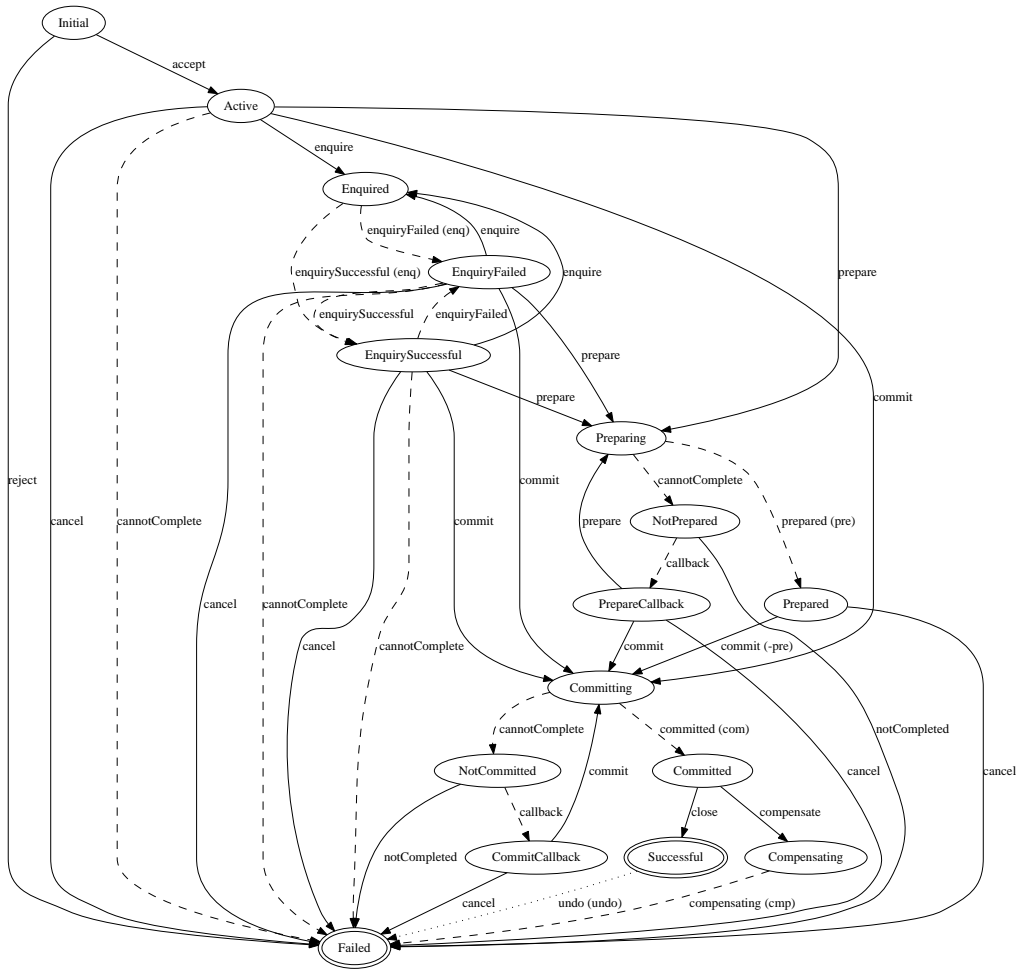 Initial
accept
Active
enquire
Enquired
enquiryFailed (enq)
enquire
enquirySuccessful (enq)
EnquiryFailed
enquire
prepare
enquirySuccessful
enquiryFailed
EnquirySuccessful
prepare
prepare
commit
Preparing
reject
cancel
cannotComplete
commit
commit
cannotComplete
prepare
NotPrepared
prepared (pre)
callback
cancel
cannotComplete
PrepareCallback
Prepared
cancel
cannotComplete
commit
commit (-pre)
Committing
cannotComplete
committed (com)
notCompleted
NotCommitted
commit
Committed
cancel
cancel
callback
close
compensate
notCompleted
CommitCallback
Successful
Compensating
cancel
undo (undo)
compensating (cmp)
Failed